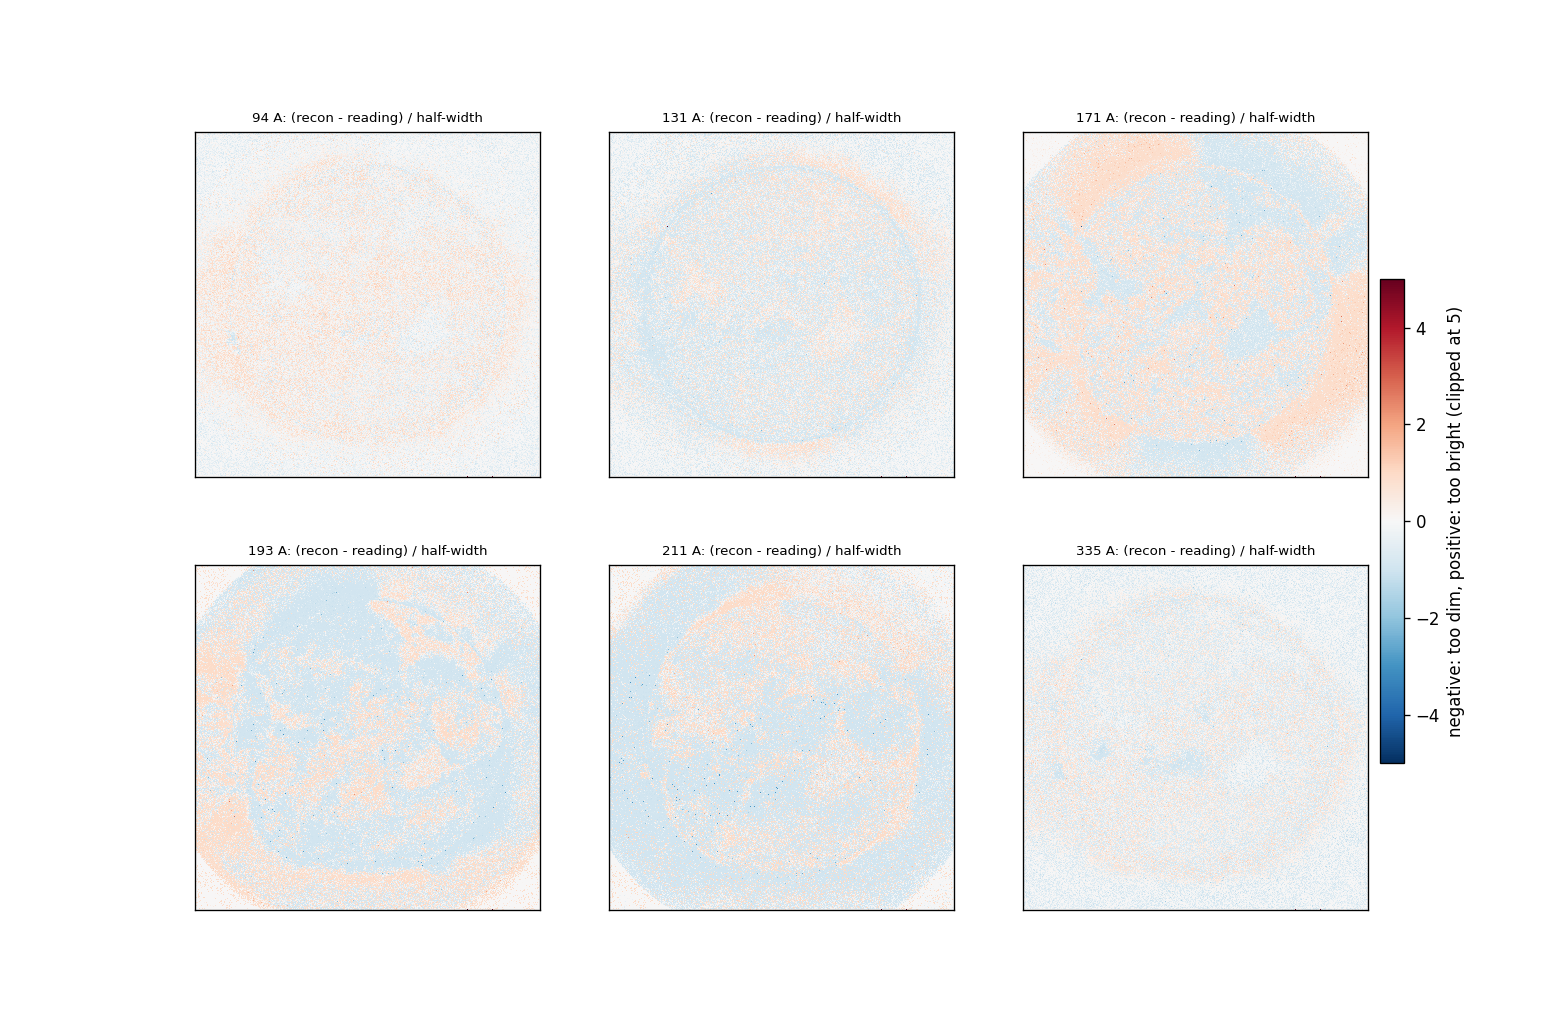 94 A: (recon - reading) / half-width
131 A: (recon - reading) / half-width
171 A: (recon - reading) / half-width
193 A: (recon - reading) / half-width
211 A: (recon - reading) / half-width
335 A: (recon - reading) / half-width
4
2
0
−2
−4
negative: too dim, positive: too bright (clipped at 5)